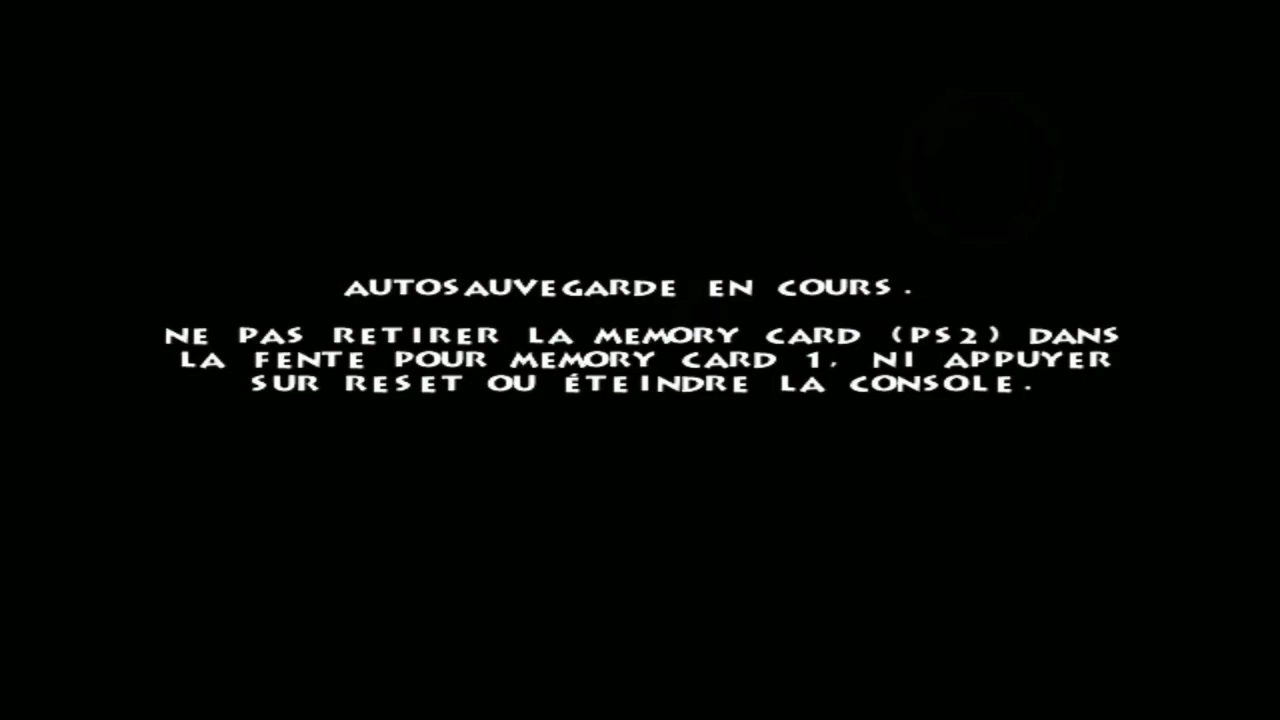 AUTOSAUVEGARDE EN COURS.
NE PAS RETIRER LA MEMORY CARD (PS2) DANS
LA FENTE POUR MEMORY CARD 1, NI APPUYER
SUR RESET OU ÉTEINDRE LA CONSOLE.